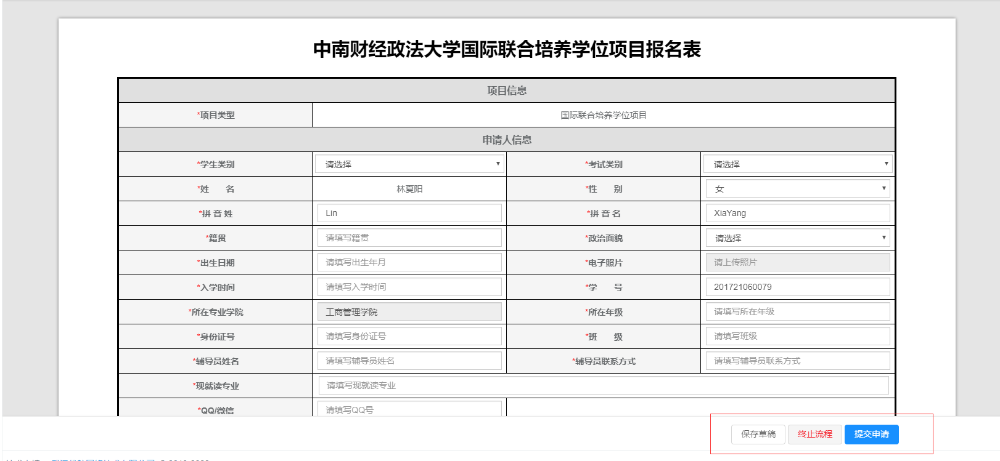 中南财经政法大学国际联合培养学位项目报名表
项目信息
*项目类型 国际联合培养学位项目
申请人信息
*学生类别 请选择 *考试类别 请选择
*姓 名 林夏阳 *性 别 女
*拼 音 姓 Lin *拼 音 名 XiaYang
*籍贯 请填写籍贯 *政治面貌 请选择
*出生日期 请填写出生年月 *电子照片 请上传照片
*入学时间 请填写入学时间 *学 号 201721060079
*所在专业学院 工商管理学院 *所在年级 请填写所在年级
*身份证号 请填写身份证号 *班 级 请填写班级
*辅导员姓名 请填写辅导员姓名 *辅导员联系方式 请填写辅导员联系方式
*现就读专业 请填写现就读专业
*QQ/微信 请填写QQ号
保存草稿 终止流程 提交申请